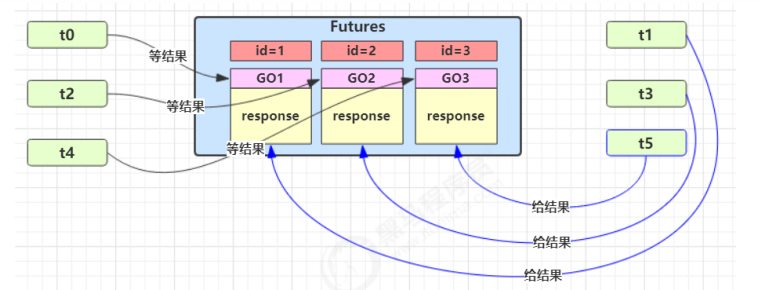 Futures
t0
id=1
id=2
id=3
t1
等结果
GO1
GO2
GO3
t2
等结果
t3
response
response
response
t4
等结果
t5
给结果
给结果
给结果